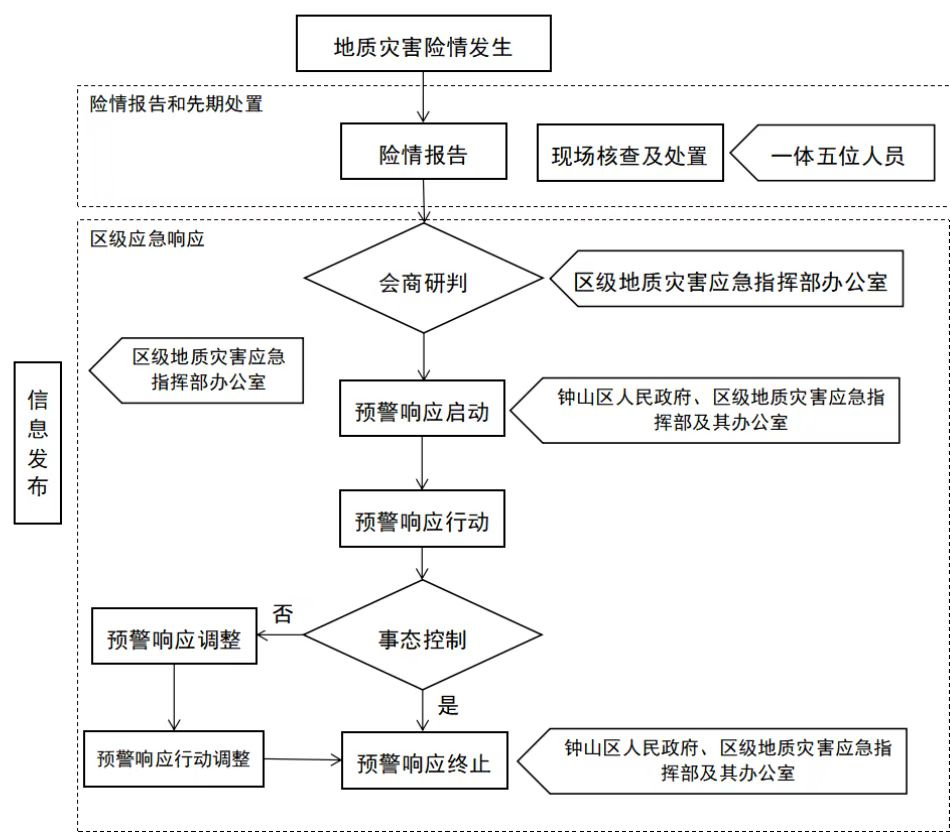 地质灾害险情发生
险情报告和先期处置
险情报告
现场核查及处置
一体五位人员
区级应急响应
会商研判
区级地质灾害应急指挥部办公室
区级地质灾害应急
指挥部办公室
信
息
发
布
预警响应启动
钟山区人民政府、区级地质灾害应急指
挥部及其办公室
预警响应行动
否
预警响应调整
事态控制
是
预警响应行动调整
预警响应终止
钟山区人民政府、区级地质灾害应急指
挥部及其办公室